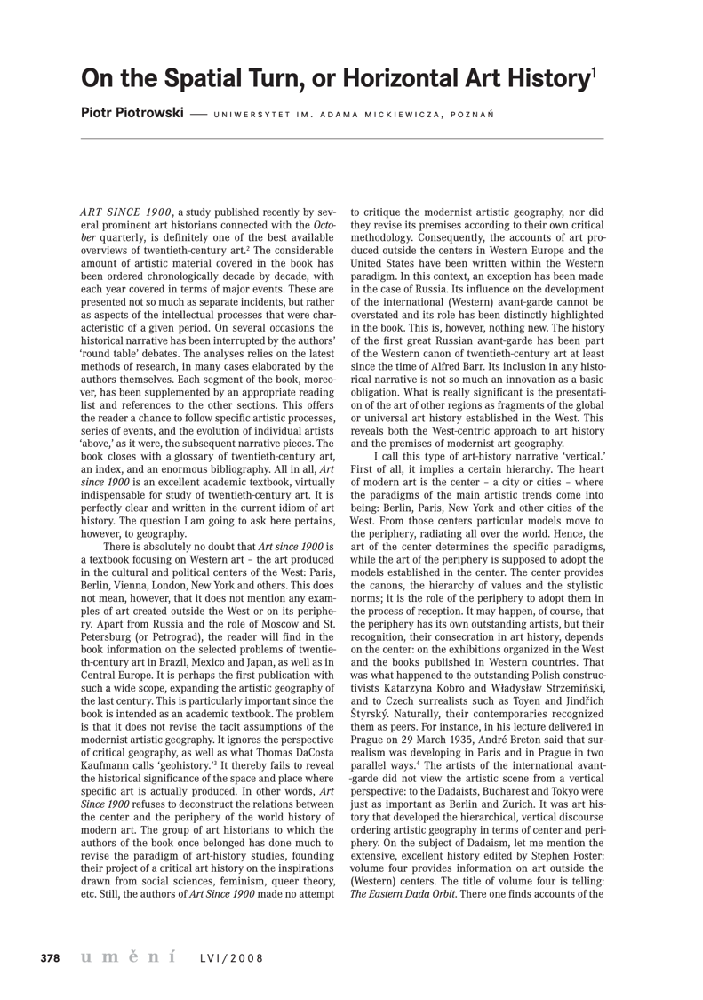 On the Spatial Turn, or Horizontal Art History1
Piotr Piotrowski — UNIWERSYTET IM. ADAMA MICKIEWICZA, POZNAŃ
ART SINCE 1900, a study published recently by sev-
eral prominent art historians connected with the Octo-
ber quarterly, is definitely one of the best available
overviews of twentieth-century art.2 The considerable
amount of artistic material covered in the book has
been ordered chronologically decade by decade, with
each year covered in terms of major events. These are
presented not so much as separate incidents, but rather
as aspects of the intellectual processes that were char-
acteristic of a given period. On several occasions the
historical narrative has been interrupted by the authors'
'round table' debates. The analyses relies on the latest
methods of research, in many cases elaborated by the
authors themselves. Each segment of the book, moreo-
ver, has been supplemented by an appropriate reading
list and references to the other sections. This offers
the reader a chance to follow specific artistic processes,
series of events, and the evolution of individual artists
'above,' as it were, the subsequent narrative pieces. The
book closes with a glossary of twentieth-century art,
an index, and an enormous bibliography. All in all, Art
since 1900 is an excellent academic textbook, virtually
indispensable for study of twentieth-century art. It is
perfectly clear and written in the current idiom of art
history. The question I am going to ask here pertains,
however, to geography.
There is absolutely no doubt that Art since 1900 is
a textbook focusing on Western art – the art produced
in the cultural and political centers of the West: Paris,
Berlin, Vienna, London, New York and others. This does
not mean, however, that it does not mention any exam-
ples of art created outside the West or on its periphe-
ry. Apart from Russia and the role of Moscow and St.
Petersburg (or Petrograd), the reader will find in the
book information on the selected problems of twentie-
th-century art in Brazil, Mexico and Japan, as well as in
Central Europe. It is perhaps the first publication with
such a wide scope, expanding the artistic geography of
the last century. This is particularly important since the
book is intended as an academic textbook. The problem
is that it does not revise the tacit assumptions of the
modernist artistic geography. It ignores the perspective
of critical geography, as well as what Thomas DaCosta
Kaufmann calls 'geohistory.'3 It thereby fails to reveal
the historical significance of the space and place where
specific art is actually produced. In other words, Art
Since 1900 refuses to deconstruct the relations between
the center and the periphery of the world history of
modern art. The group of art historians to which the
authors of the book once belonged has done much to
revise the paradigm of art-history studies, founding
their project of a critical art history on the inspirations
drawn from social sciences, feminism, queer theory,
etc. Still, the authors of Art Since 1900 made no attempt
to critique the modernist artistic geography, nor did
they revise its premises according to their own critical
methodology. Consequently, the accounts of art pro-
duced outside the centers in Western Europe and the
United States have been written within the Western
paradigm. In this context, an exception has been made
in the case of Russia. Its influence on the development
of the international (Western) avant-garde cannot be
overstated and its role has been distinctly highlighted
in the book. This is, however, nothing new. The history
of the first great Russian avant-garde has been part
of the Western canon of twentieth-century art at least
since the time of Alfred Barr. Its inclusion in any histo-
rical narrative is not so much an innovation as a basic
obligation. What is really significant is the presentati-
on of the art of other regions as fragments of the global
or universal art history established in the West. This
reveals both the West-centric approach to art history
and the premises of modernist art geography.
I call this type of art-history narrative 'vertical.'
First of all, it implies a certain hierarchy. The heart
of modern art is the center – a city or cities – where
the paradigms of the main artistic trends come into
being: Berlin, Paris, New York and other cities of the
West. From those centers particular models move to
the periphery, radiating all over the world. Hence, the
art of the center determines the specific paradigms,
while the art of the periphery is supposed to adopt the
models established in the center. The center provides
the canons, the hierarchy of values and the stylistic
norms; it is the role of the periphery to adopt them in
the process of reception. It may happen, of course, that
the periphery has its own outstanding artists, but their
recognition, their consecration in art history, depends
on the center: on the exhibitions organized in the West
and the books published in Western countries. That
was what happened to the outstanding Polish construc-
tivists Katarzyna Kobro and Władysław Strzemiński,
and to Czech surrealists such as Toyen and Jindřich
Štyrský. Naturally, their contemporaries recognized
them as peers. For instance, in his lecture delivered in
Prague on 29 March 1935, André Breton said that sur-
realism was developing in Paris and in Prague in two
parallel ways.4 The artists of the international avant-
-garde did not view the artistic scene from a vertical
perspective: to the Dadaists, Bucharest and Tokyo were
just as important as Berlin and Zurich. It was art his-
tory that developed the hierarchical, vertical discourse
ordering artistic geography in terms of center and peri-
phery. On the subject of Dadaism, let me mention the
extensive, excellent history edited by Stephen Foster:
volume four provides information on art outside the
(Western) centers. The title of volume four is telling:
The Eastern Dada Orbit. There one finds accounts of the
378 umění LVI/2008